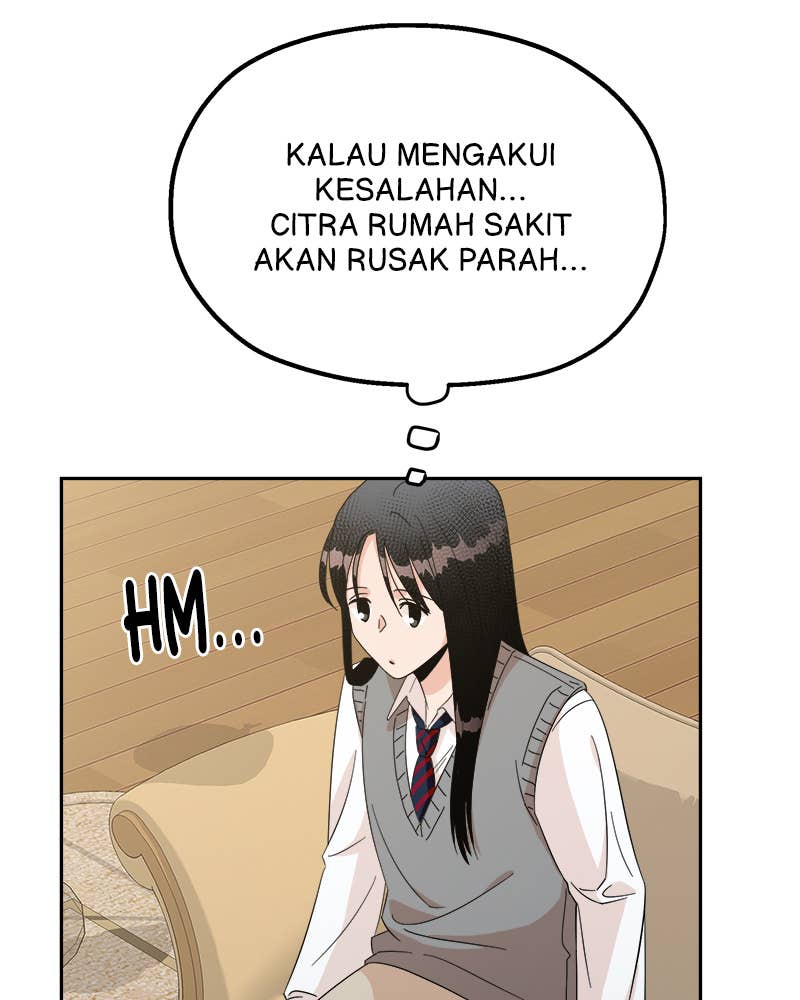 KALAU MENGAKUI
KESALAHAN...
CITRA RUMAH SAKIT
AKAN RUSAK PARAH...
HM...